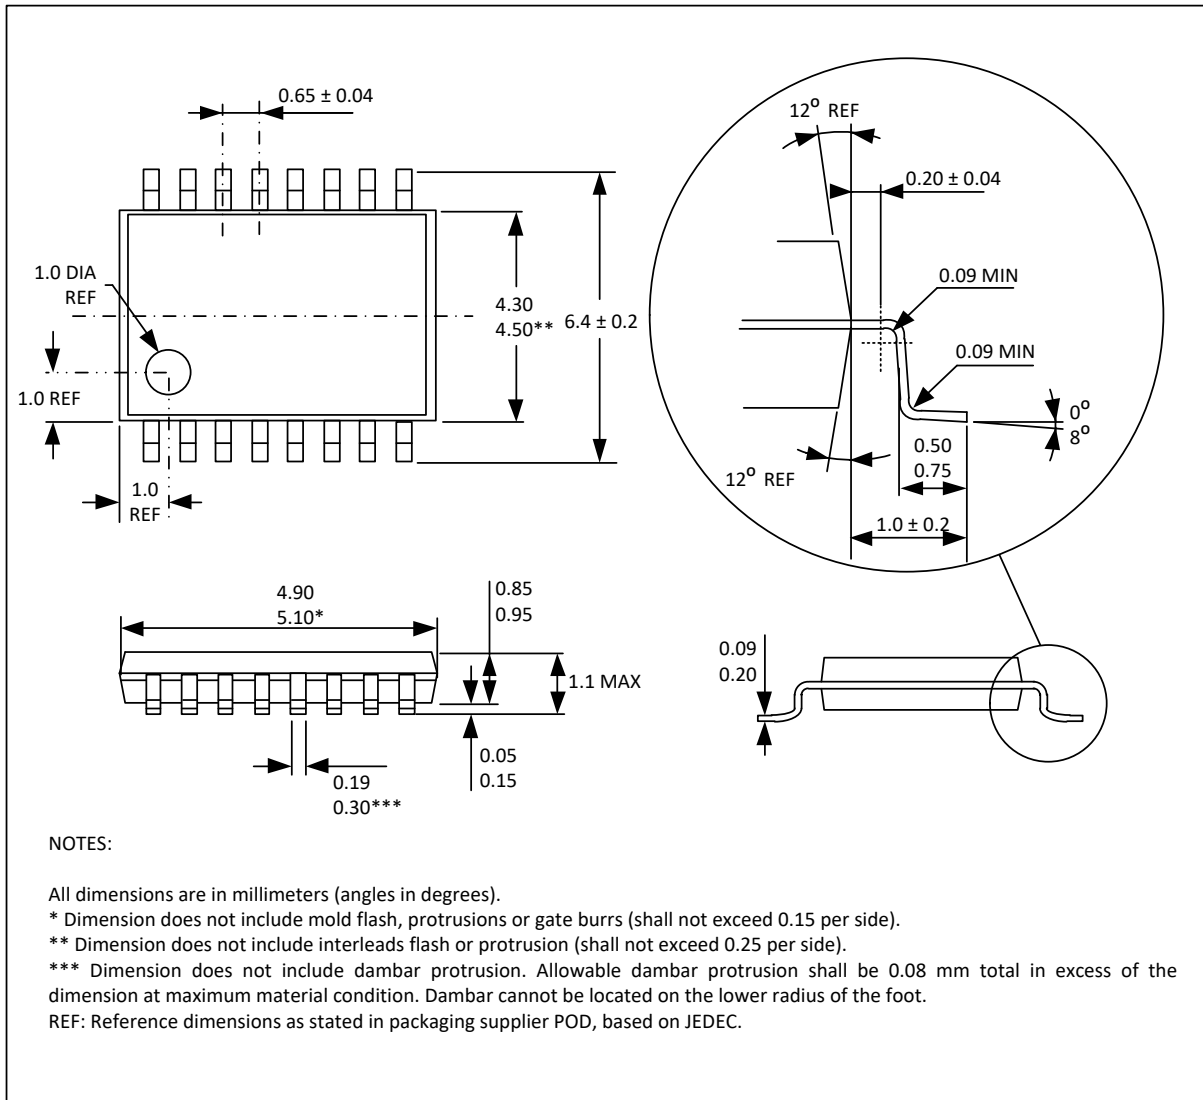 0.65 ± 0.04
1.0 DIA
REF
4.30
4.50**
6.4 ± 0.2
1.0 REF
1.0
REF
12° REF
0.20 ± 0.04
0.09 MIN
0.09 MIN
0°
8°
0.50
0.75
12° REF
1.0 ± 0.2
4.90
5.10*
0.85
0.95
1.1 MAX
0.05
0.15
0.19
0.30***
0.09
0.20
NOTES:
All dimensions are in millimeters (angles in degrees).
* Dimension does not include mold flash, protrusions or gate burrs (shall not exceed 0.15 per side).
** Dimension does not include interleads flash or protrusion (shall not exceed 0.25 per side).
*** Dimension does not include dambar protrusion. Allowable dambar protrusion shall be 0.08 mm total in excess of the
dimension at maximum material condition. Dambar cannot be located on the lower radius of the foot.
REF: Reference dimensions as stated in packaging supplier POD, based on JEDEC.